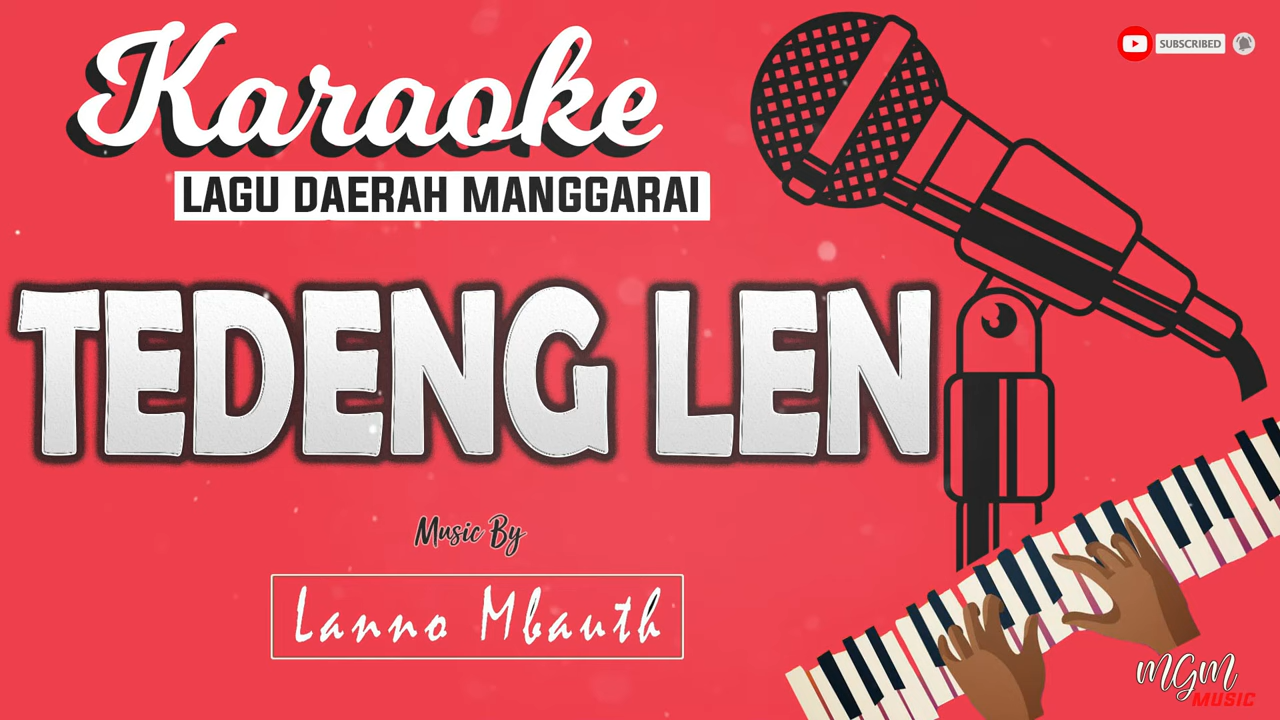 Karaoke
SUBSCRIBED
LAGU DAERAH MANGGARAI
TEDENG LEN
Music By
Lanno Mbauth
MGM
MUSIC